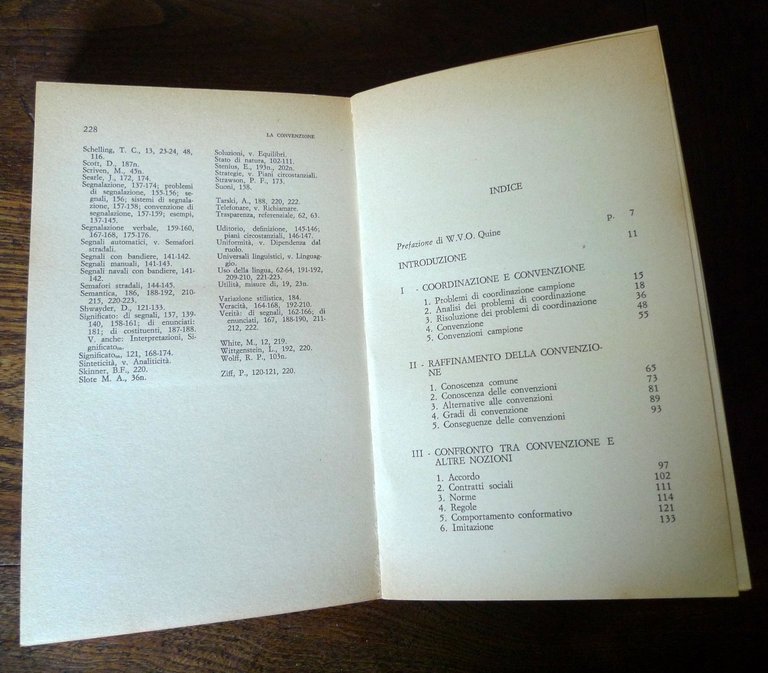 228
LA CONVENZIONE
Schelling, T. C., 13, 23-24, 48,
116.
Scott, D., 187n.
Scriven, M., 45n.
Searle, J., 172, 174.
Segnalazione, 137-174; problemi
di segnalazione, 155-156; se-
gnali, 156; sistemi di segnala-
zione, 157-158; convenzione di
segnalazione, 157-159; esempi,
137-145.
Segnalazione verbale, 159-160,
167-168, 175-176.
Segnali automatici, v. Semafori
stradali.
Segnali con bandiere, 141-142.
Segnali manuali, 141-143.
Segnali navali con bandiere, 141-
142.
Semafori stradali, 144-145.
Semantica, 186, 188-192, 210-
215, 220-223.
Shwayder, D., 121-133.
Significato: di segnali, 137, 139-
140, 158-161; di enunciati:
181; di costituenti, 187-188.
V. anche: Interpretazioni, Si-
gnificatoₙₙ.
Significatoₙₙ, 121, 168-174.
Sinteticità, v. Analiticità.
Skinner, B.F., 220.
Slote M. A., 36n.
Soluzioni, v. Equilibri.
Stato di natura, 102-111.
Stenius, E., 193n., 202n.
Strategie, v. Piani circostanziali.
Strawson, P. F., 173.
Suoni, 158.
Tarski, A., 188, 220, 222.
Telefonare, v. Richiamare.
Trasparenza, referenziale, 62, 63.
Uditorio, definizione, 145-146;
piani circostanziali, 146-147.
Uniformità, v. Dipendenza dal
ruolo.
Universali linguistici, v. Linguag-
gio.
Uso della lingua, 62-64, 191-192,
209-210, 221-223.
Utilità, misure di, 19, 23n.
Variazione stilistica, 184.
Veracità, 164-168, 192-210.
Verità: di segnali, 162-166; di
enunciati, 167, 188-190, 211-
212, 222.
White, M., 12, 219.
Wittgenstein, L., 192, 220.
Wolff, R. P., 103n.
Ziff, P., 120-121, 220.
INDICE
Prefazione di W.V.O. Quine p. 7
INTRODUZIONE 11
I - COORDINAZIONE E CONVENZIONE
1. Problemi di coordinazione campione 15
2. Analisi dei problemi di coordinazione 18
3. Risoluzione dei problemi di coordinazione 36
4. Convenzione 48
5. Convenzioni campione 55
II - RAFFINAMENTO DELLA CONVENZIO-
NE
1. Conoscenza comune 65
2. Conoscenza delle convenzioni 73
3. Alternative alle convenzioni 81
4. Gradi di convenzione 89
5. Conseguenze delle convenzioni 93
III - CONFRONTO TRA CONVENZIONE E
ALTRE NOZIONI
1. Accordo 97
2. Contratti sociali 102
3. Norme 111
4. Regole 114
5. Comportamento conformativo 121
6. Imitazione 133